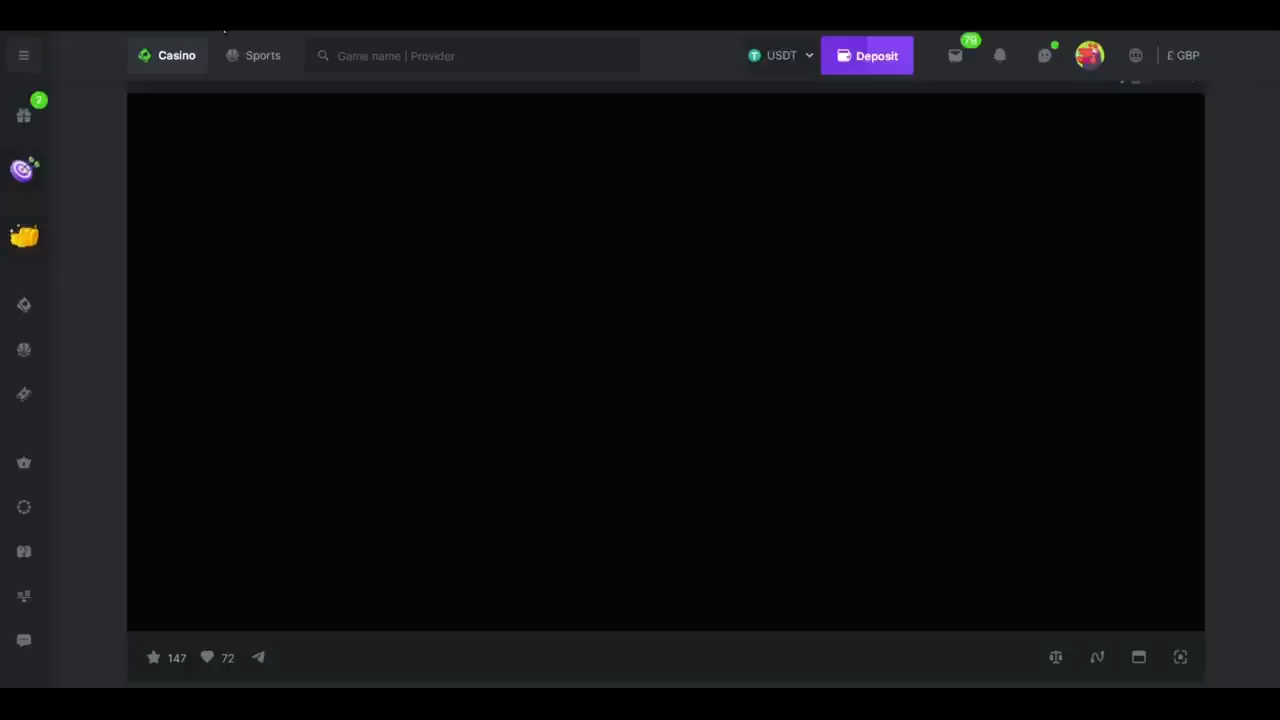 Casino
Sports
Game name | Provider
USDT
Deposit
79
£ GBP
2
147
72